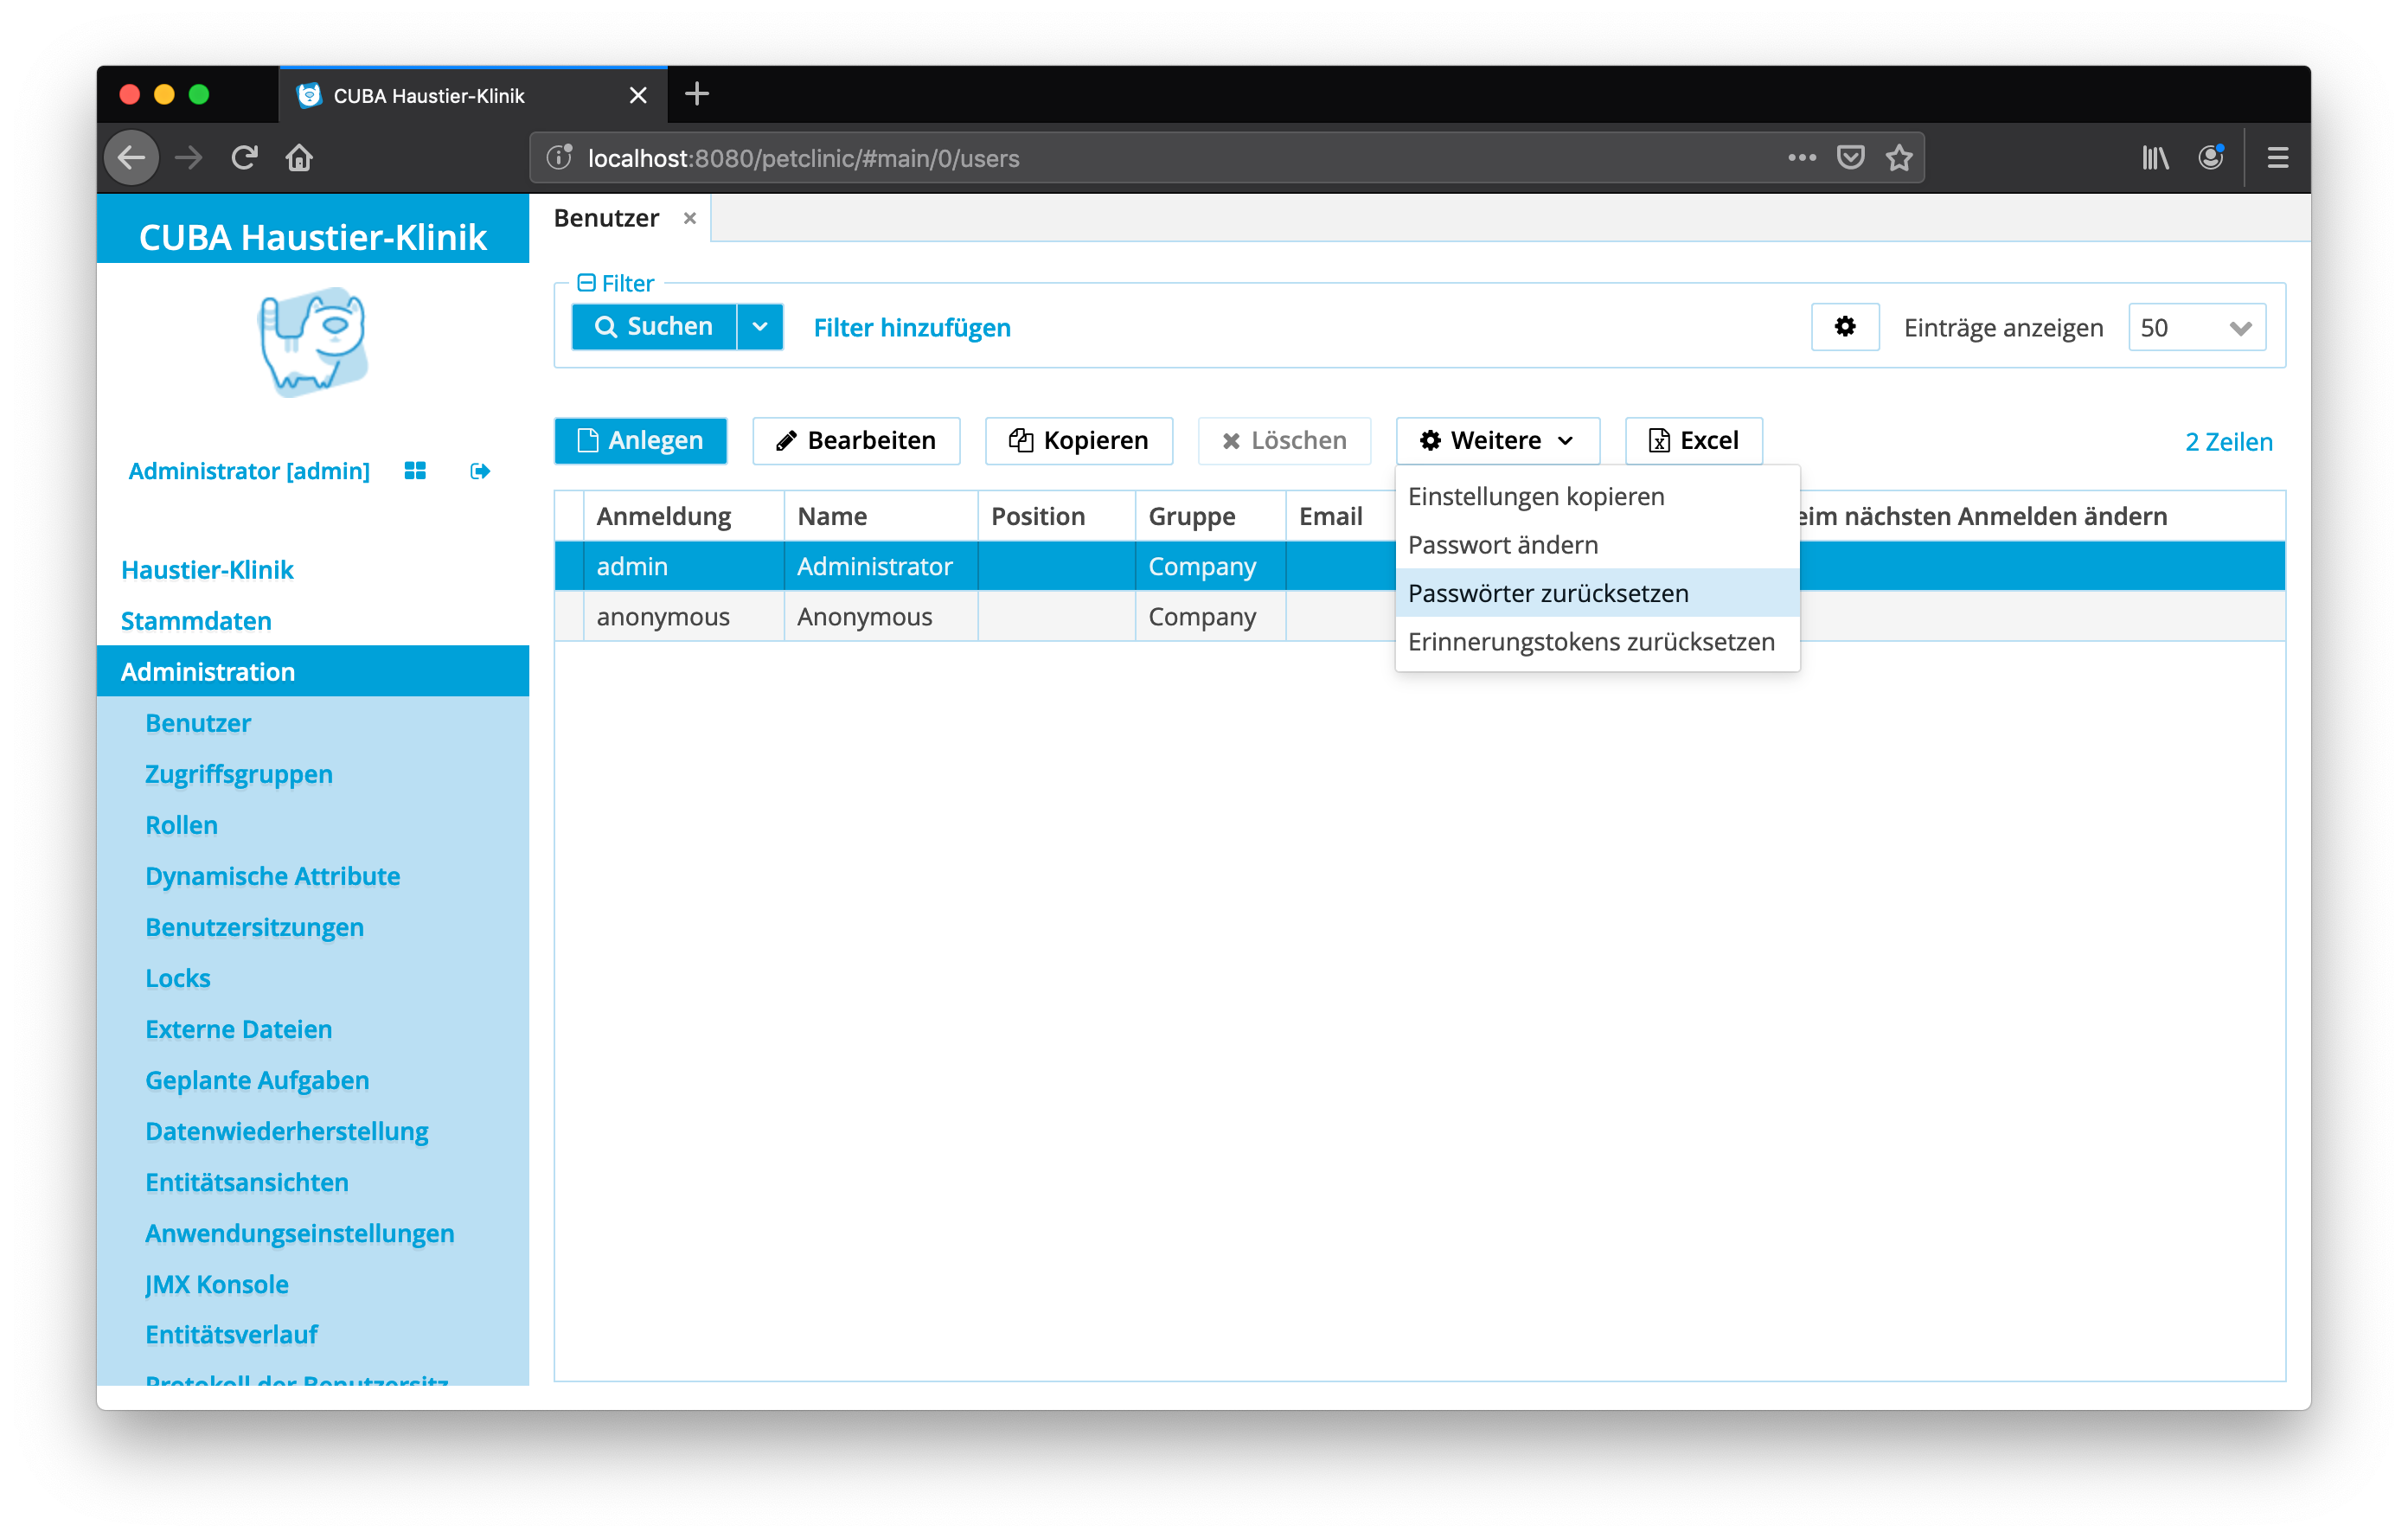 CUBA Haustier-Klinik
localhost:8080/petclinic/#main/0/users
CUBA Haustier-Klinik
Administrator [admin]
Haustier-Klinik
Stammdaten
Administration
Benutzer
Zugriffsgruppen
Rollen
Dynamische Attribute
Benutzersitzungen
Locks
Externe Dateien
Geplante Aufgaben
Datenwiederherstellung
Entitätsansichten
Anwendungseinstellungen
JMX Konsole
Entitätsverlauf
Protokoll der Benutzersitz
Benutzer
Filter
Suchen Filter hinzufügen Einträge anzeigen 50
Anlegen Bearbeiten Kopieren Löschen Weitere Excel 2 Zeilen
Anmeldung Name Position Gruppe Email eim nächsten Anmelden ändern
admin Administrator Company
anonymous Anonymous Company
Einstellungen kopieren
Passwort ändern
Passwörter zurücksetzen
Erinnerungstokens zurücksetzen